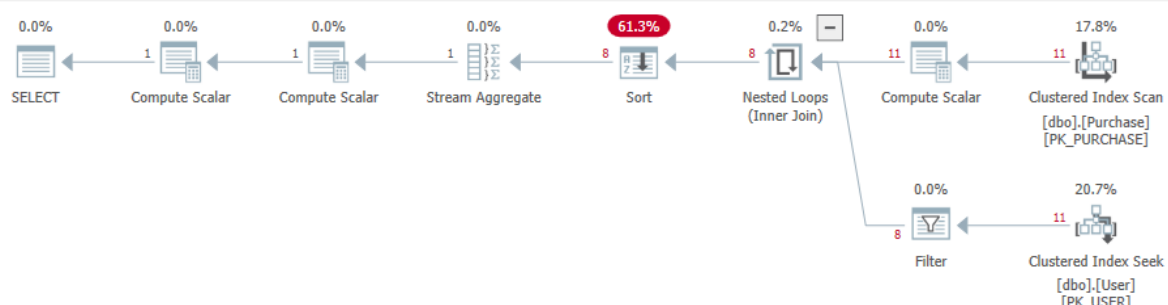 0.0% 0.0% 0.0% 0.0% 61.3% 0.2% 0.0% 17.8%
1 1 1 8 8 11 11
SELECT Compute Scalar Compute Scalar Stream Aggregate Sort Nested Loops Compute Scalar Clustered Index Scan
(Inner Join) [dbo].[Purchase]
[PK_PURCHASE]
0.0% 20.7%
8 11
Filter Clustered Index Seek
[dbo].[User]
[PK_USER]